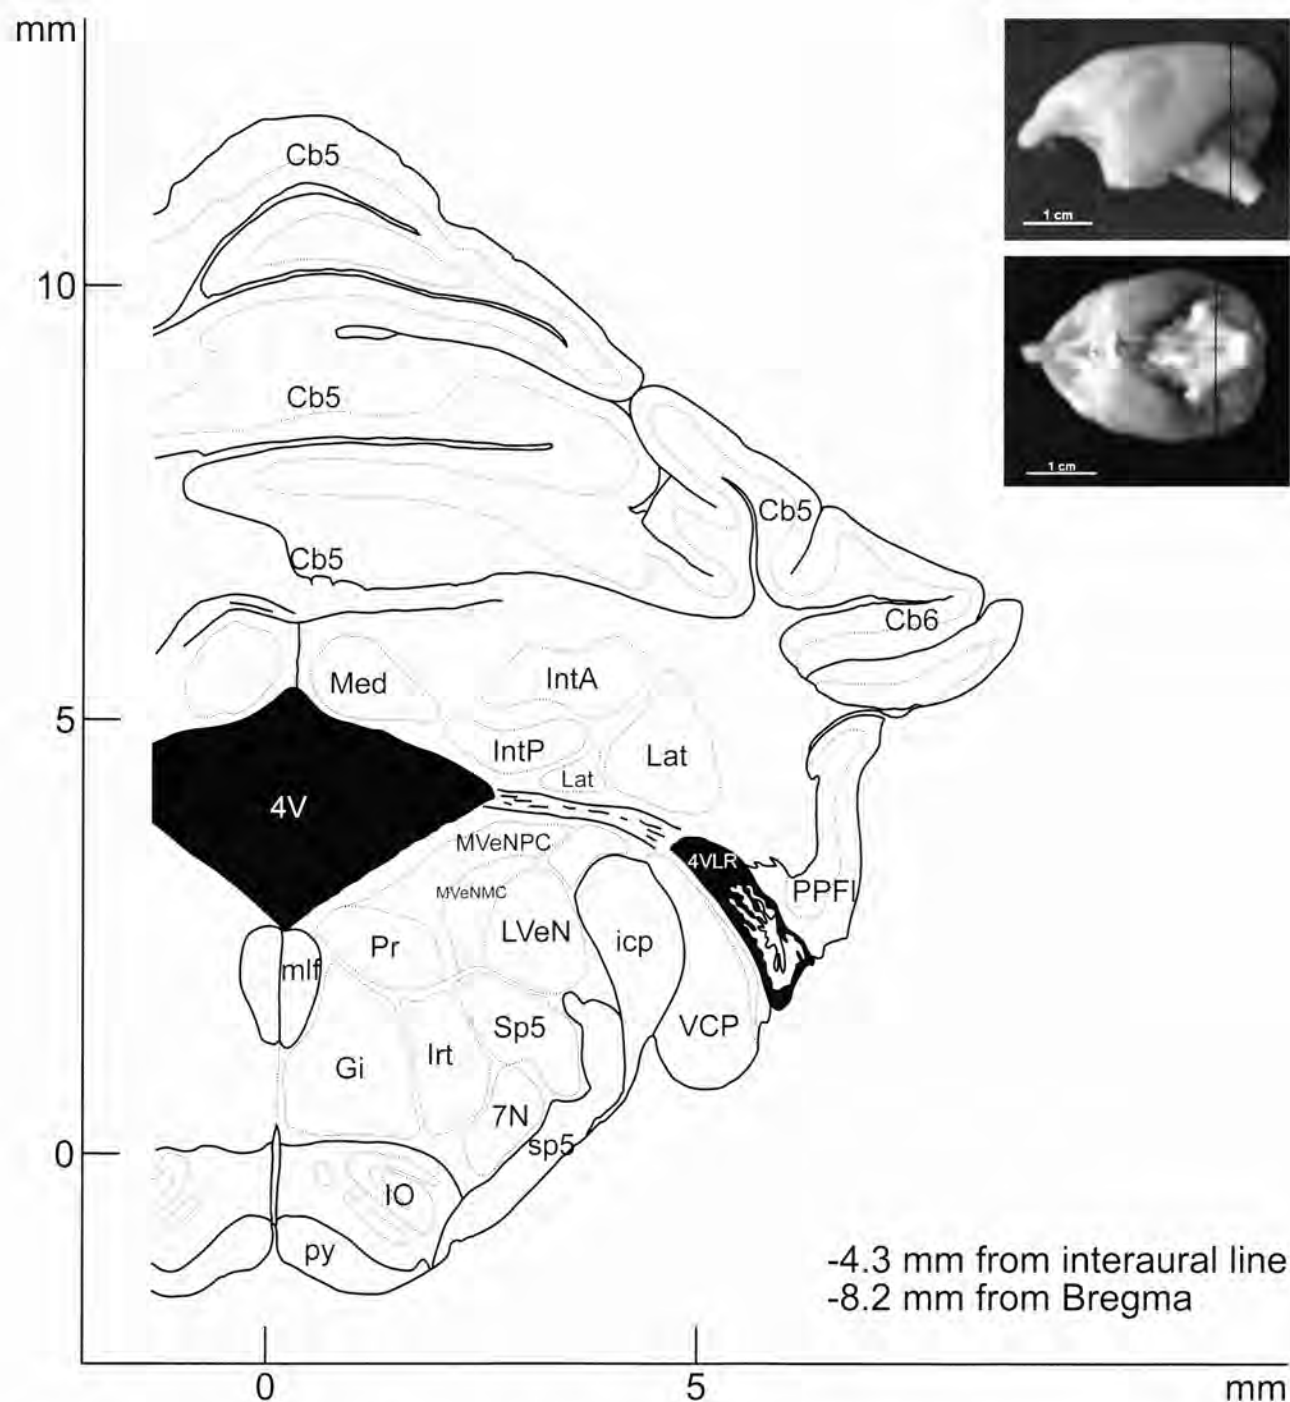 mm
Cb5
1 cm
10
Cb5
1 cm
Cb5
Cb5
Cb6
Med
IntA
5
IntP
Lat
Lat
4V
MVeNPC
4VLR
MVeNMC
PPFl
LVeN
Pr
icp
mlf
Sp5
VCP
Irt
Gi
7N
0
sp5
IO
py
-4.3 mm from interaural line
-8.2 mm from Bregma
0
5
mm